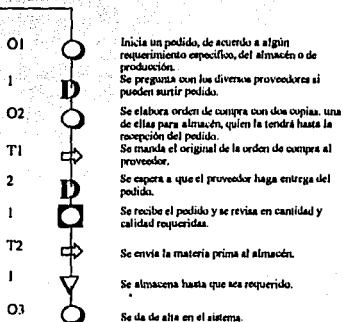 O1
Inicia un pedido, de acuerdo a algún
requerimiento específico, del almacén o de
producción.
1
D
Se pregunta con los diversos proveedores si
pueden surtir pedido.
O2
Se elabora orden de compra con dos copias, una
de ellas para almacén, quien la tendrá hasta la
recepción del pedido.
T1
Se manda el original de la orden de compra al
proveedor.
2
D
Se espera a que el proveedor haga entrega del
pedido.
1
Se recibe el pedido y se revisa en cantidad y
calidad requeridas.
T2
Se envía la materia prima al almacén.
1
Se almacena hasta que sea requerido.
O3
Se da de alta en el sistema.